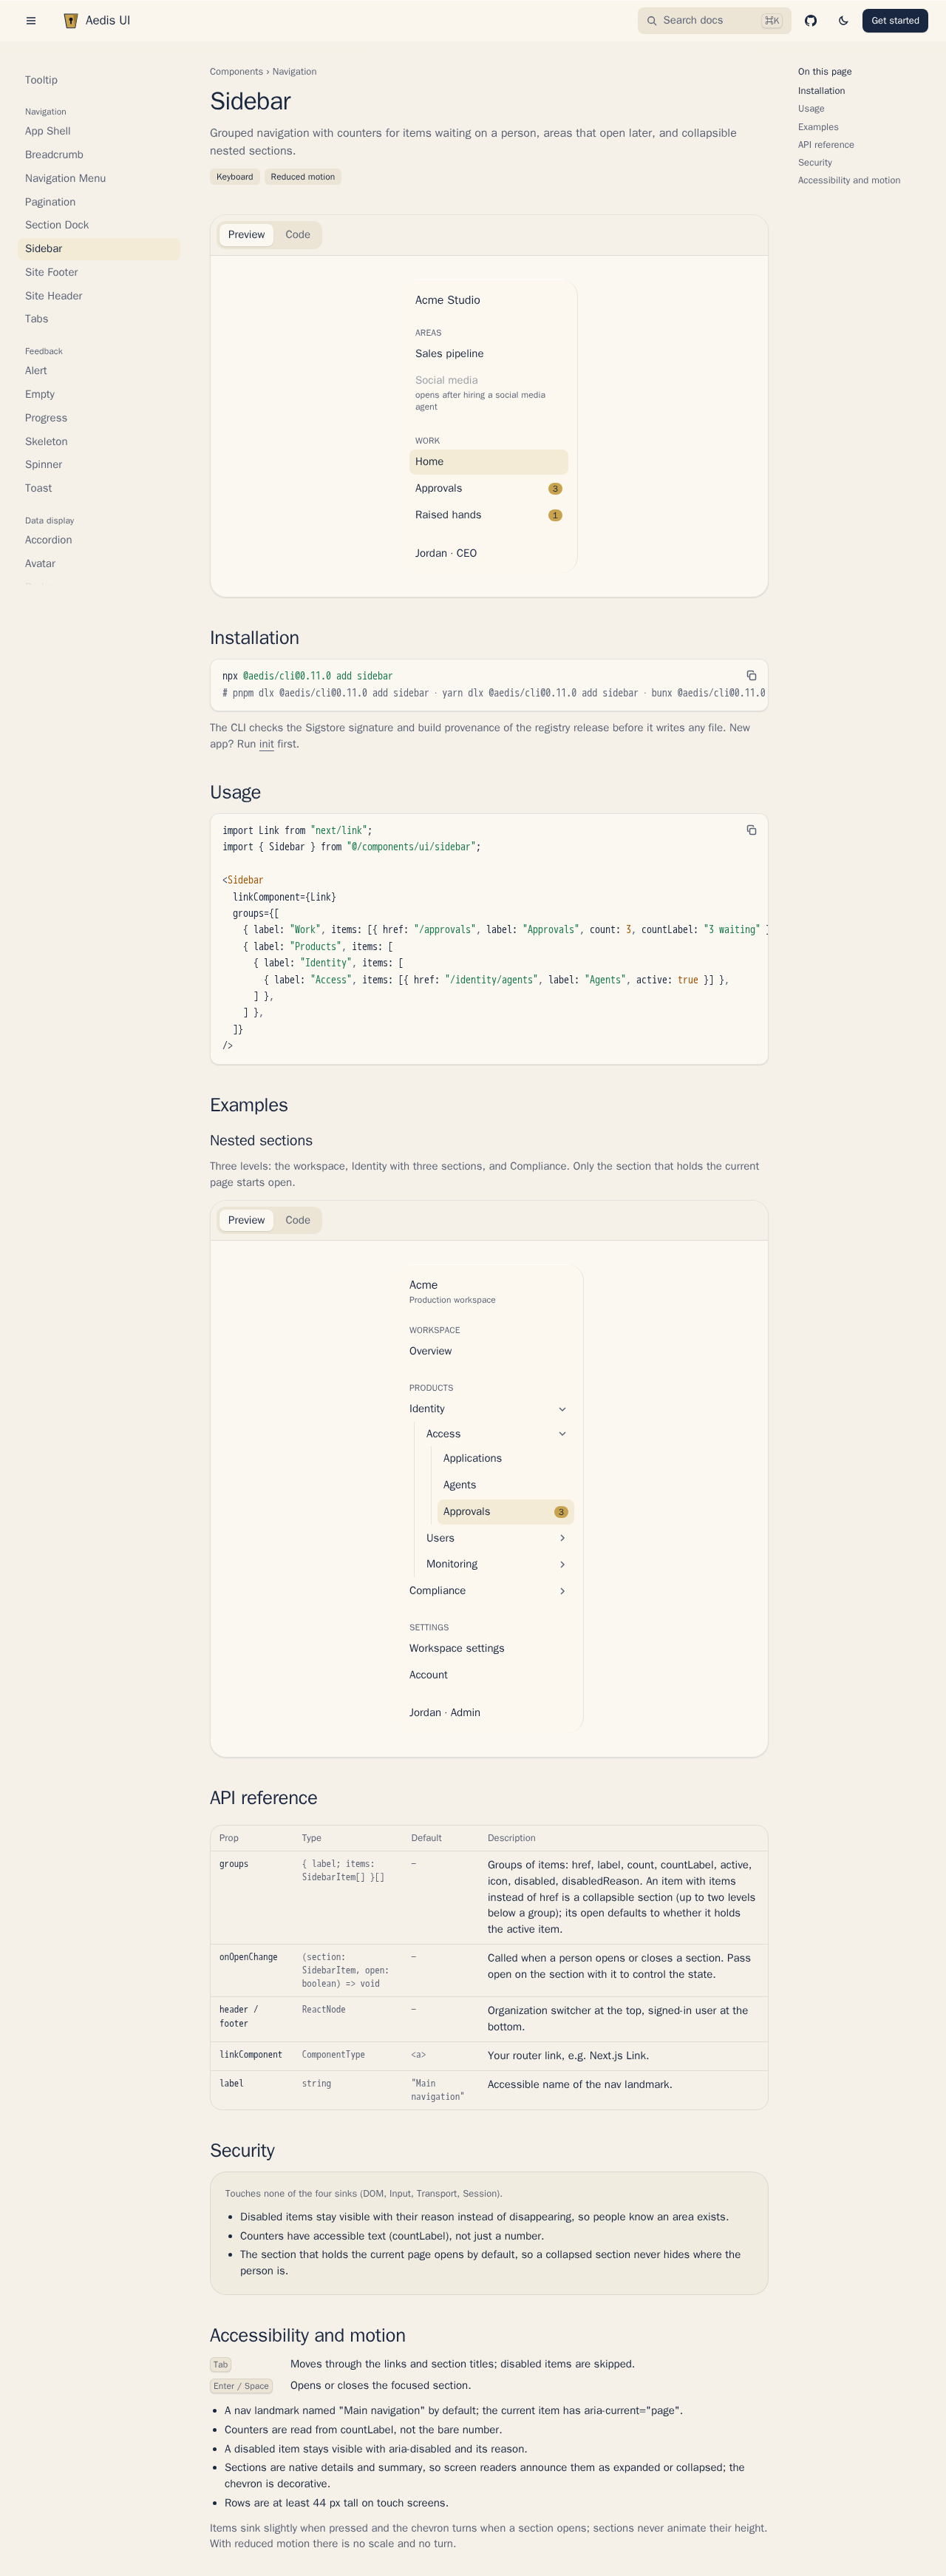 Aedis UI
Search docs
⌘K
Get started
Tooltip
Navigation
App Shell
Breadcrumb
Navigation Menu
Pagination
Section Dock
Sidebar
Site Footer
Site Header
Tabs
Feedback
Alert
Empty
Progress
Skeleton
Spinner
Toast
Data display
Accordion
Avatar
Components › Navigation
Sidebar
Grouped navigation with counters for items waiting on a person, areas that open later, and collapsible
nested sections.
Keyboard
Reduced motion
On this page
Installation
Usage
Examples
API reference
Security
Accessibility and motion
Preview
Code
Acme Studio
AREAS
Sales pipeline
Social media
opens after hiring a social media
agent
WORK
Home
Approvals 3
Raised hands 1
Jordan · CEO
Installation
npx @aedis/cli@0.11.0 add sidebar
# pnpm dlx @aedis/cli@0.11.0 add sidebar · yarn dlx @aedis/cli@0.11.0 add sidebar · bunx @aedis/cli@0.11.0
The CLI checks the Sigstore signature and build provenance of the registry release before it writes any file. New
app? Run init first.
Usage
import Link from "next/link";
import { Sidebar } from "@/components/ui/sidebar";
<Sidebar
linkComponent={Link}
groups={[
{ label: "Work", items: [{ href: "/approvals", label: "Approvals", count: 3, countLabel: "3 waiting" }
{ label: "Products", items: [
{ label: "Identity", items: [
{ label: "Access", items: [{ href: "/identity/agents", label: "Agents", active: true }] },
] },
] },
]}
/>
Examples
Nested sections
Three levels: the workspace, Identity with three sections, and Compliance. Only the section that holds the current
page starts open.
Preview
Code
Acme
Production workspace
WORKSPACE
Overview
PRODUCTS
Identity
Access
Applications
Agents
Approvals 3
Users
Monitoring
Compliance
SETTINGS
Workspace settings
Account
Jordan · Admin
API reference
Prop Type Default Description
groups
{ label; items:
SidebarItem[] }[]
—
Groups of items: href, label, count, countLabel, active,
icon, disabled, disabledReason. An item with items
instead of href is a collapsible section (up to two levels
below a group); its open defaults to whether it holds
the active item.
onOpenChange
(section:
SidebarItem, open:
boolean) => void
—
Called when a person opens or closes a section. Pass
open on the section with it to control the state.
header /
footer
ReactNode
—
Organization switcher at the top, signed-in user at the
bottom.
linkComponent
ComponentType
<a>
Your router link, e.g. Next.js Link.
label
string
"Main
navigation"
Accessible name of the nav landmark.
Security
Touches none of the four sinks (DOM, Input, Transport, Session).
• Disabled items stay visible with their reason instead of disappearing, so people know an area exists.
• Counters have accessible text (countLabel), not just a number.
• The section that holds the current page opens by default, so a collapsed section never hides where the
person is.
Accessibility and motion
Tab Moves through the links and section titles; disabled items are skipped.
Enter / Space Opens or closes the focused section.
• A nav landmark named "Main navigation" by default; the current item has aria-current="page".
• Counters are read from countLabel, not the bare number.
• A disabled item stays visible with aria-disabled and its reason.
• Sections are native details and summary, so screen readers announce them as expanded or collapsed; the
chevron is decorative.
• Rows are at least 44 px tall on touch screens.
Items sink slightly when pressed and the chevron turns when a section opens; sections never animate their height.
With reduced motion there is no scale and no turn.